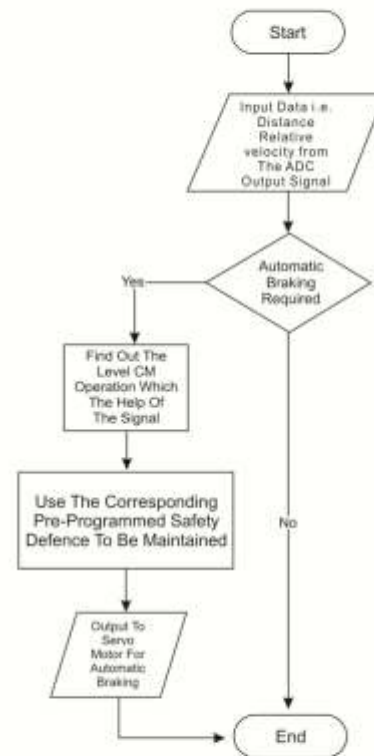 Start
Input Data i.e.
Distance
Relative
velocity from
The ADC
Output Signal
Automatic
Braking
Required
Yes
Find Out The
Level CM
Operation Which
The Help Of
The Signal
Use The Corresponding
Pre-Programmed Safety
Defence To Be Maintained
No
Output To
Servo
Motor For
Automatic
Braking
End